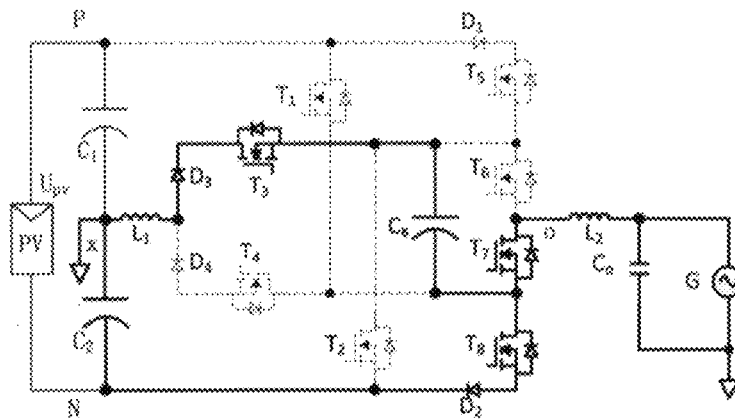 P
D₁
T₅
T₁
C₁
D₃
T₃
T₆
Uₚᵥ
PV
x
L₁
o
L₂
T₇
C₀
G
D₄
T₄
C₂
T₂
T₈
N
D₂